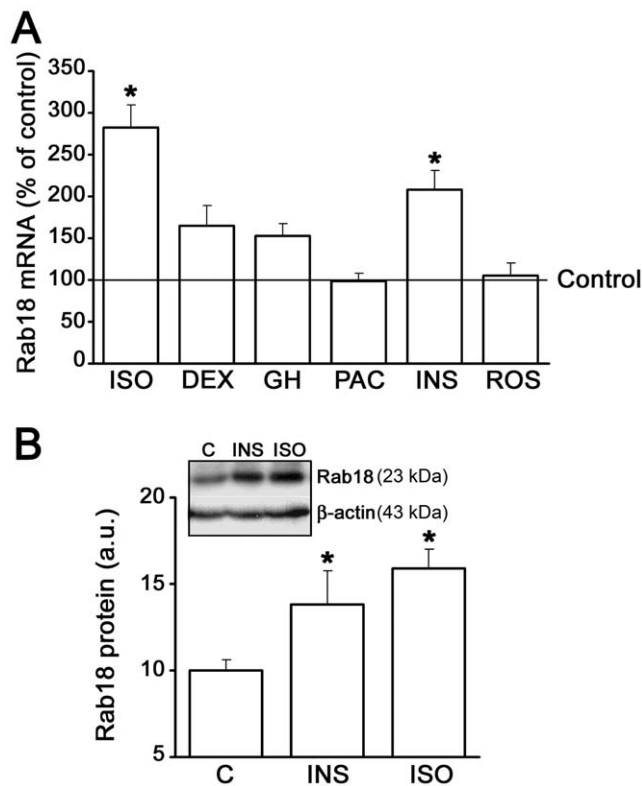 A
Rab18 mRNA (% of control)
350
300
250
200
150
100
50
0
*
*
Control
ISO DEX GH PAC INS ROS
B
C INS ISO
Rab18 (23 kDa)
β-actin (43 kDa)
Rab18 protein (a.u.)
20
15
10
5
*
*
C INS ISO